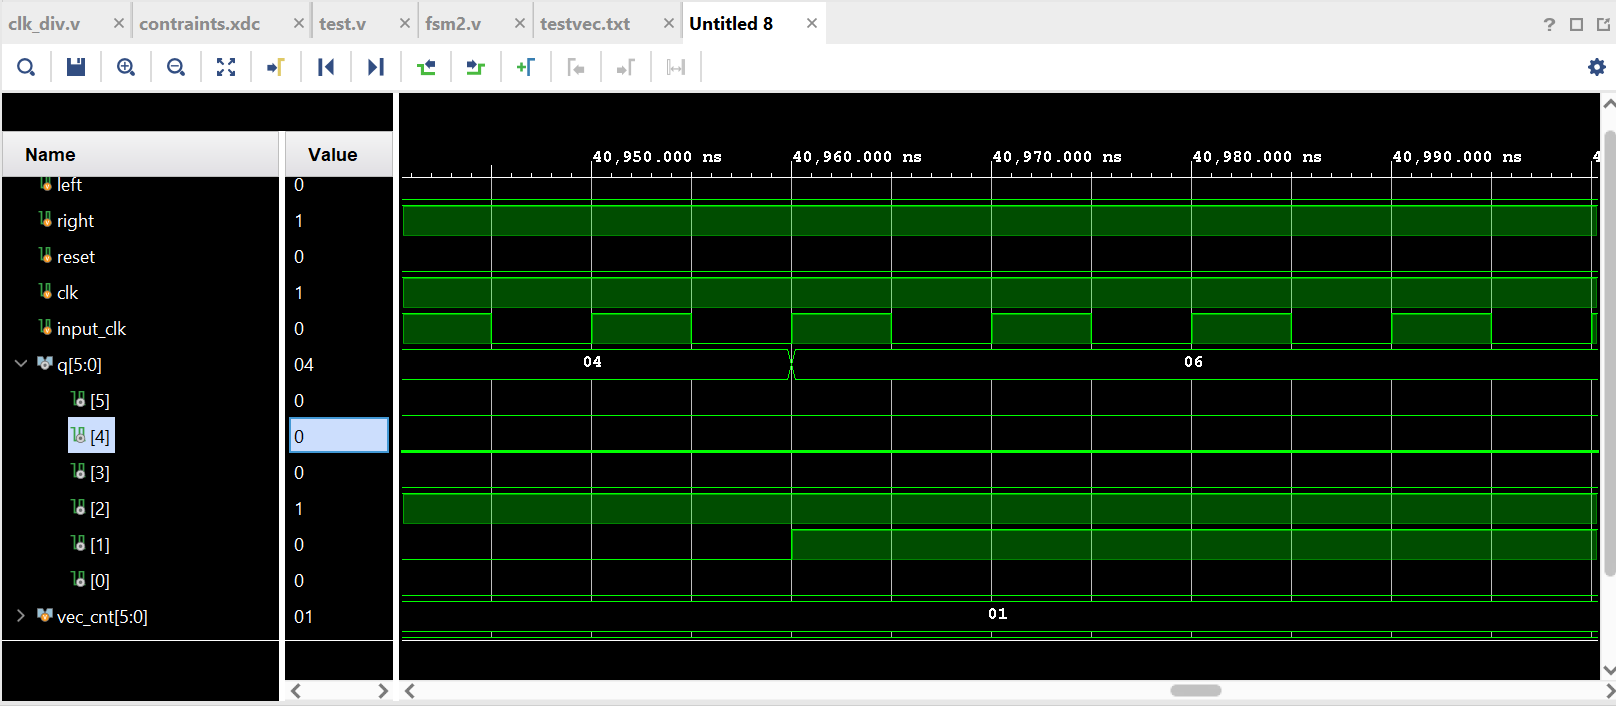 clk_div.v contraints.xdc test.v fsm2.v testvec.txt Untitled 8
40,950.000 ns 40,960.000 ns 40,970.000 ns 40,980.000 ns 40,990.000 ns 4
Name Value
left 0
right 1
reset 0
clk 1
input_clk 0
q[5:0] 04 04 06
[5] 0
[4] 0
[3] 0
[2] 1
[1] 0
[0] 0
vec_cnt[5:0] 01 01